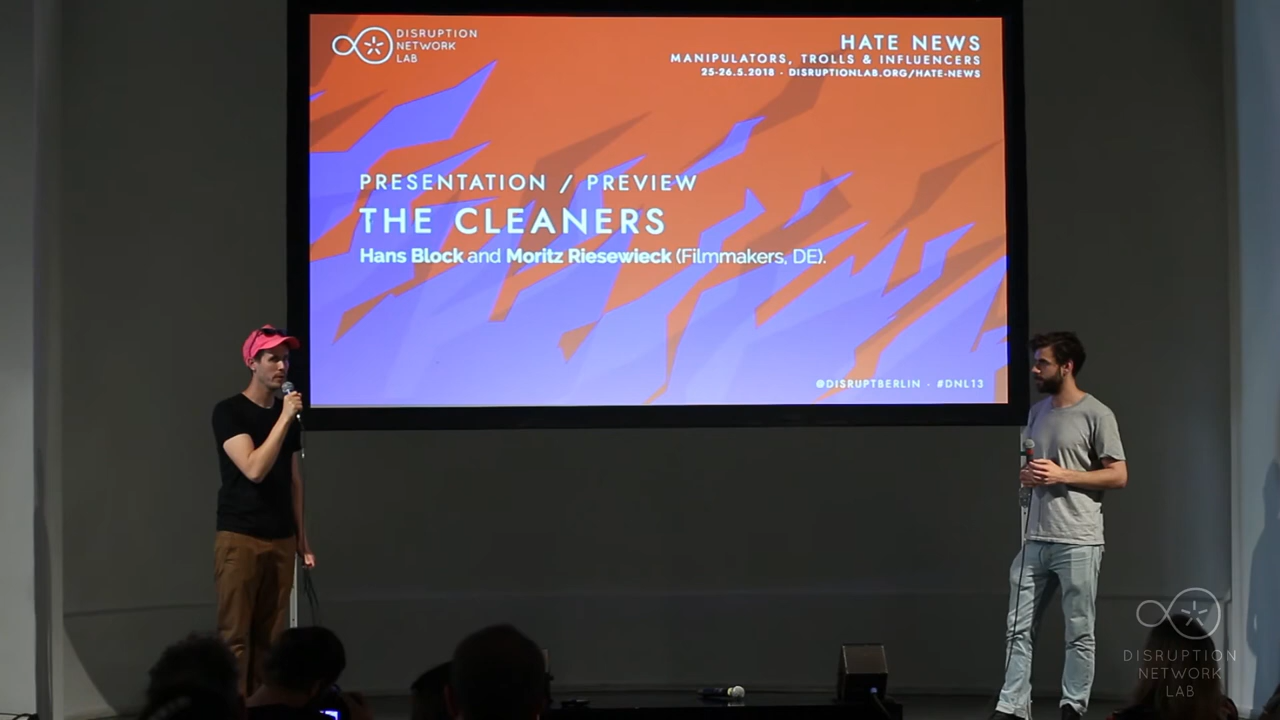 DISRUPTION
NETWORK
LAB
HATE NEWS
MANIPULATORS, TROLLS & INFLUENCERS
25-26.5.2018 · DISRUPTIONLAB.ORG/HATE-NEWS
PRESENTATION / PREVIEW
THE CLEANERS
Hans Block and Moritz Riesewieck (Filmmakers, DE).
@DISRUPTBERLIN · #DNL13
DISRUPTION
NETWORK
LAB